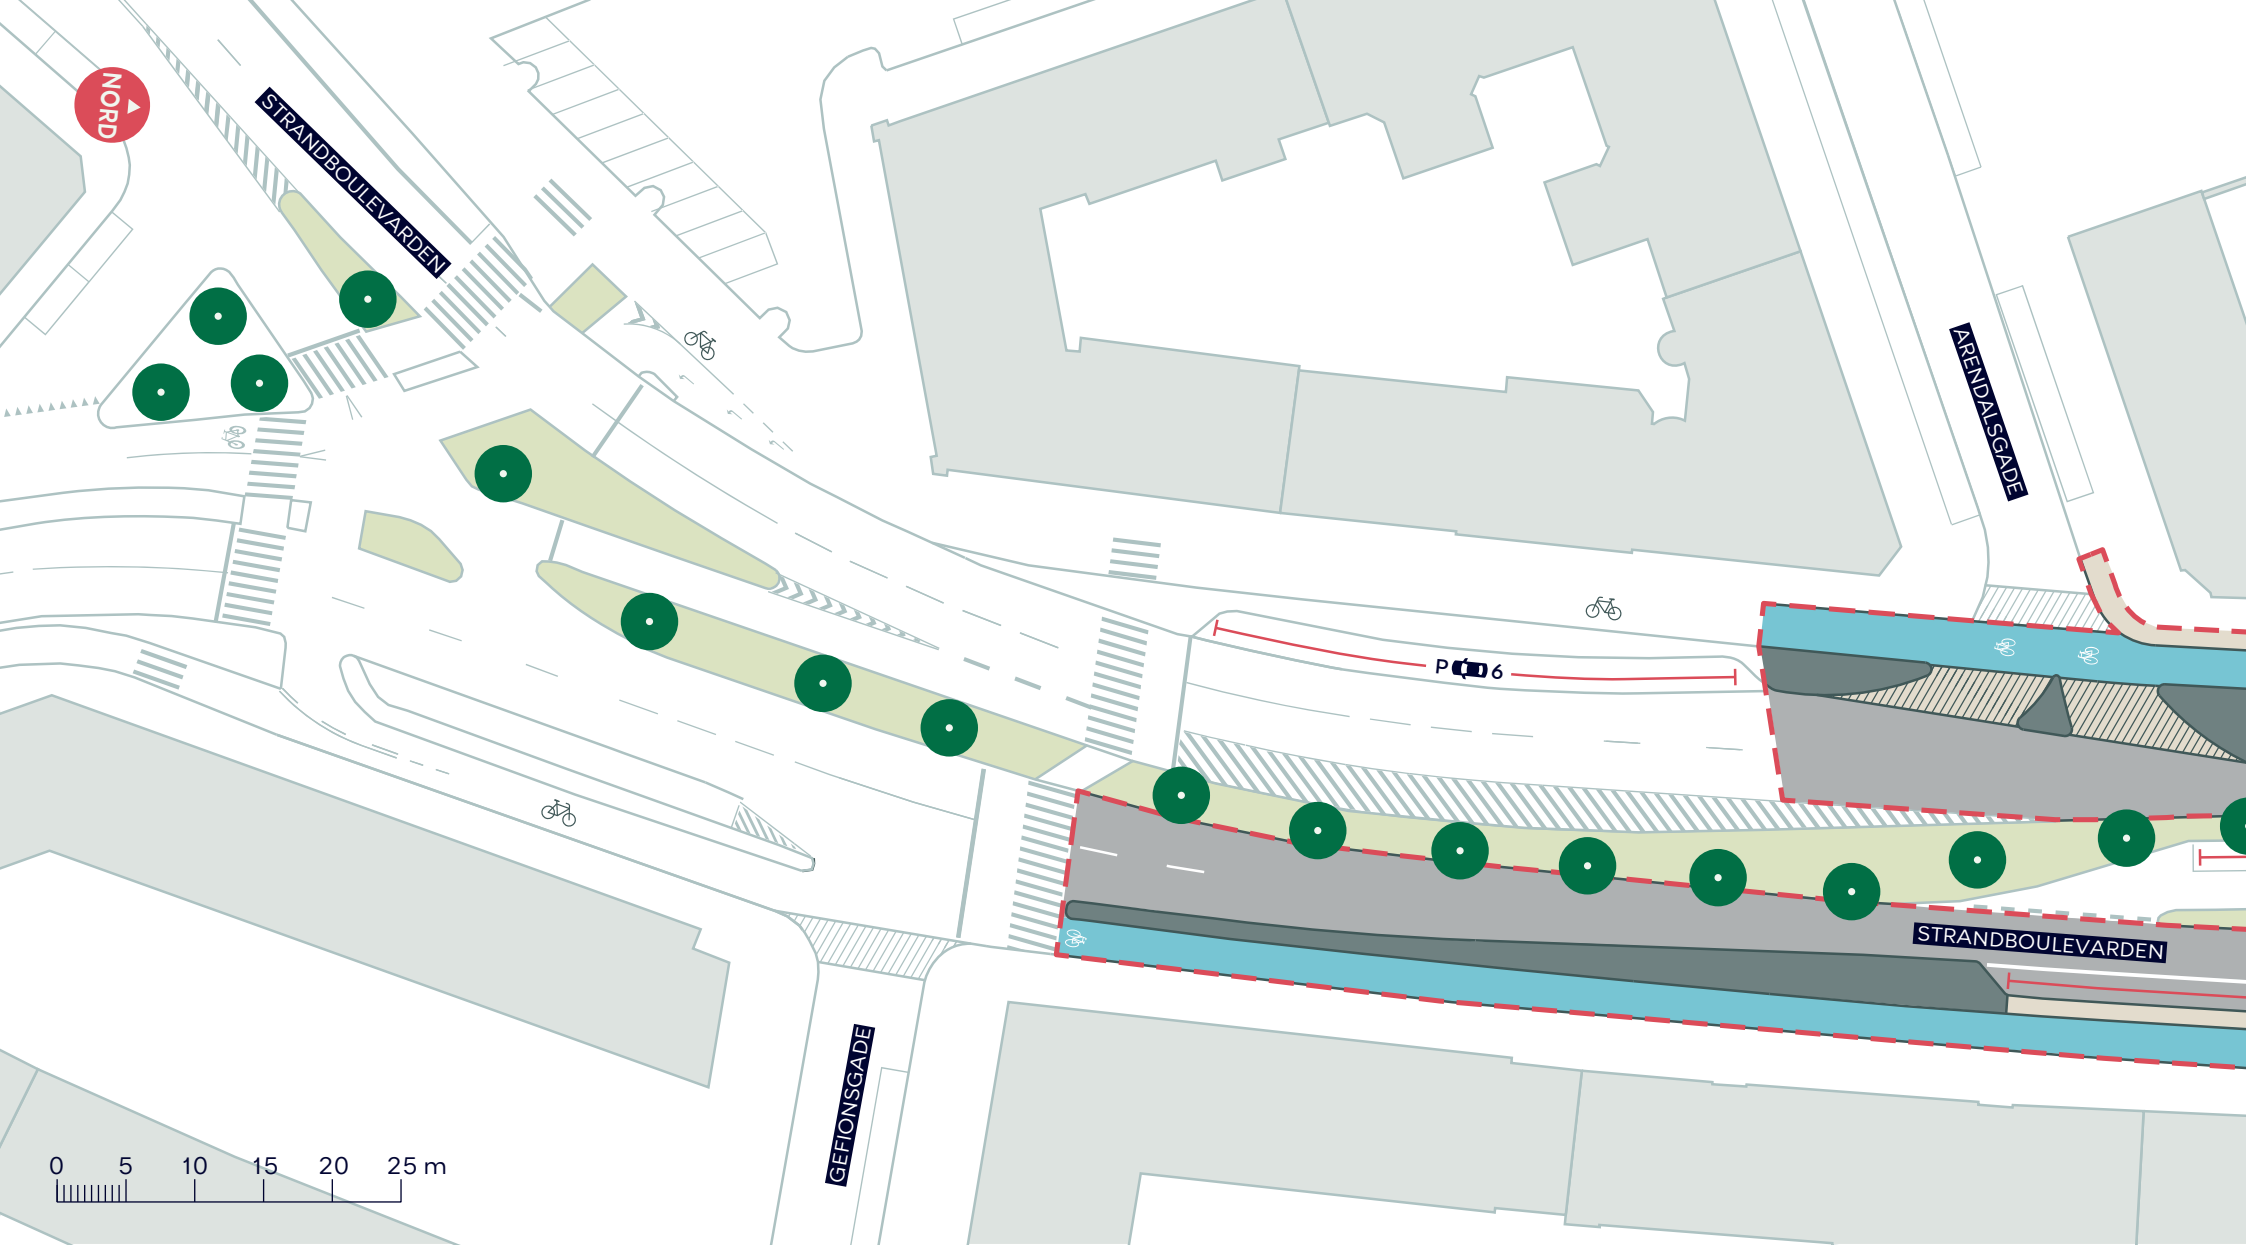 NORD
STRANDBOULEVARDEN
ARENDALSGADE
P 6
STRANDBOULEVARDEN
GEFIONSGADE
0 5 10 15 20 25 m